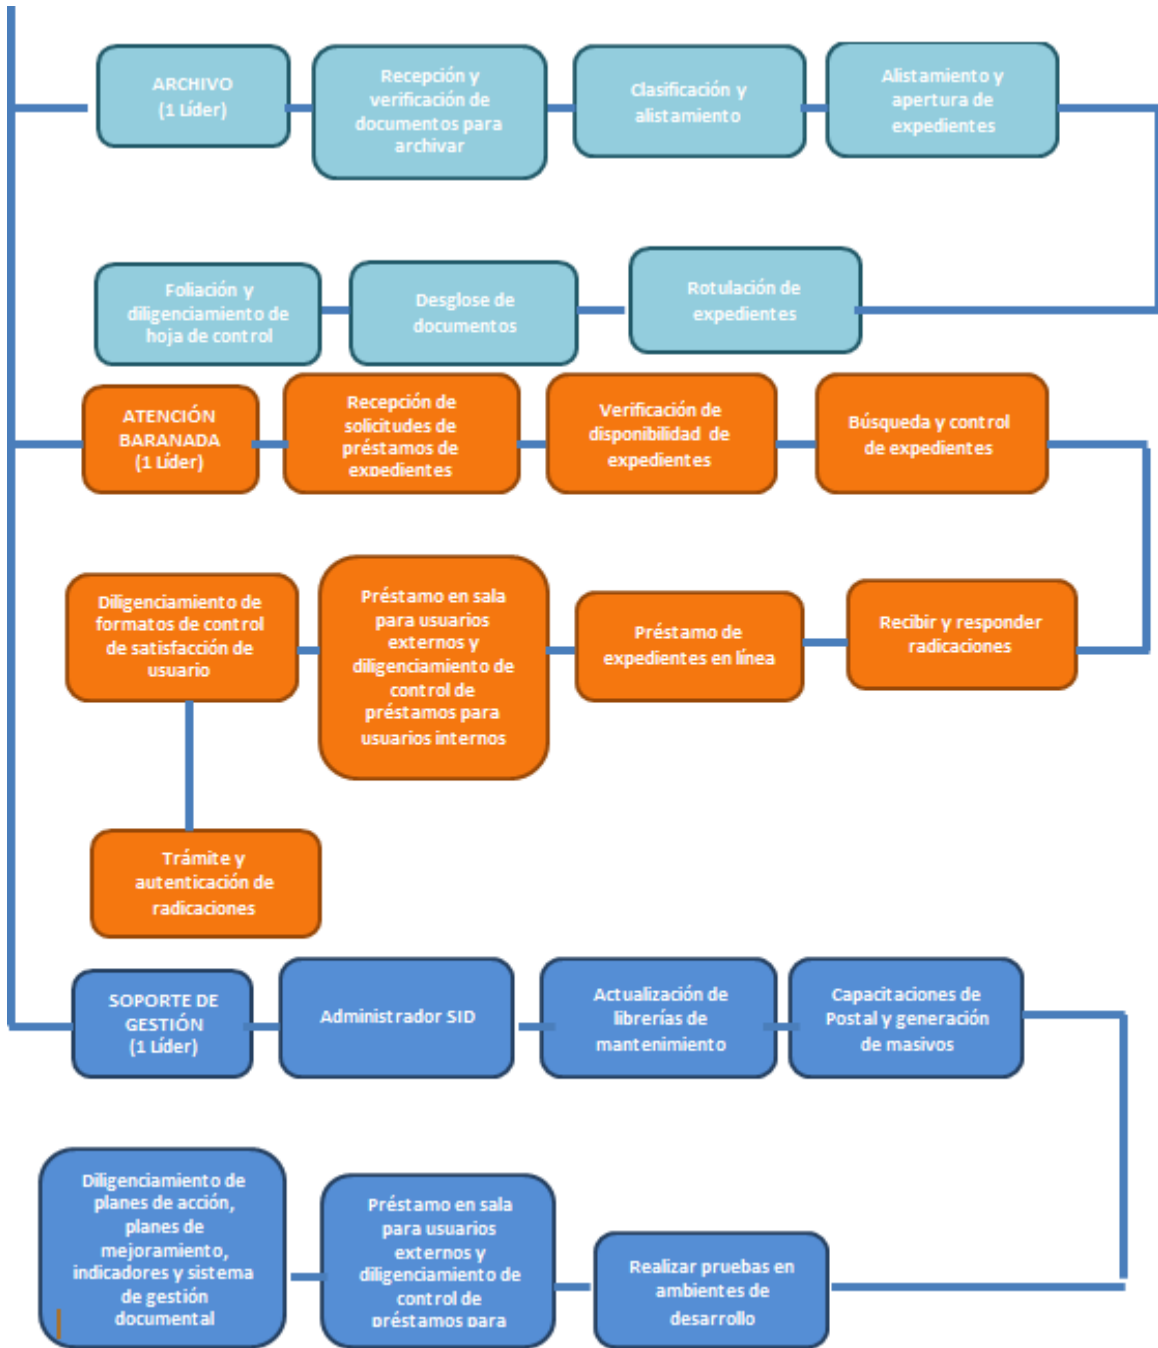 ARCHIVO
(1 Líder)
Recepción y
verificación de
documentos para
archivar
Clasificación y
alistamiento
Alistamiento y
apertura de
expedientes
Rotulación de
expedientes
Desglose de
documentos
Foliación y
diligenciamiento de
hoja de control
ATENCIÓN
BARANADA
(1 Líder)
Recepción de
solicitudes de
préstamos de
expedientes
Verificación de
disponibilidad de
expedientes
Búsqueda y control
de expedientes
Recibir y responder
radicaciones
Préstamo de
expedientes en línea
Préstamo en sala
para usuarios
externos y
diligenciamiento de
control de
préstamos para
usuarios internos
Diligenciamiento de
formatos de control
de satisfacción de
usuario
Trámite y
autenticación de
radicaciones
SOPORTE DE
GESTIÓN
(1 Líder)
Administrador SID
Actualización de
librerías de
mantenimiento
Capacitaciones de
Postal y generación
de masivos
Realizar pruebas en
ambientes de
desarrollo
Préstamo en sala
para usuarios
externos y
diligenciamiento de
control de
préstamos para
Diligenciamiento de
planes de acción,
planes de
mejoramiento,
indicadores y sistema
de gestión
documental